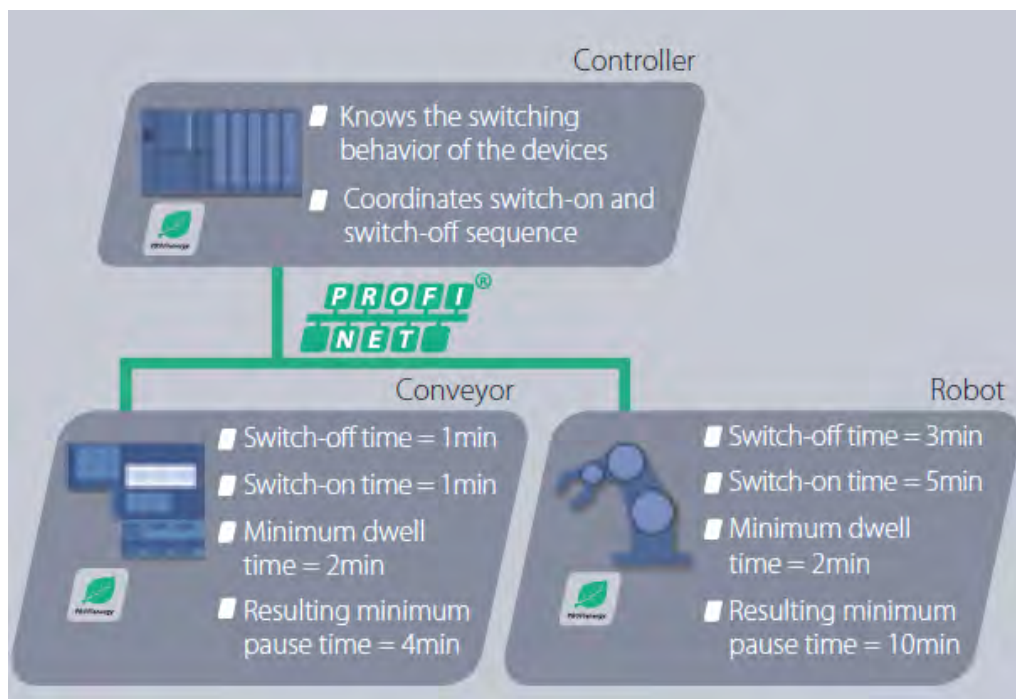 Controller
Knows the switching
behavior of the devices
Coordinates switch-on and
switch-off sequence
PROFI®
NET
Conveyor
Switch-off time = 1min
Switch-on time = 1min
Minimum dwell
time = 2min
Resulting minimum
pause time = 4min
Robot
Switch-off time = 3min
Switch-on time = 5min
Minimum dwell
time = 2min
Resulting minimum
pause time = 10min